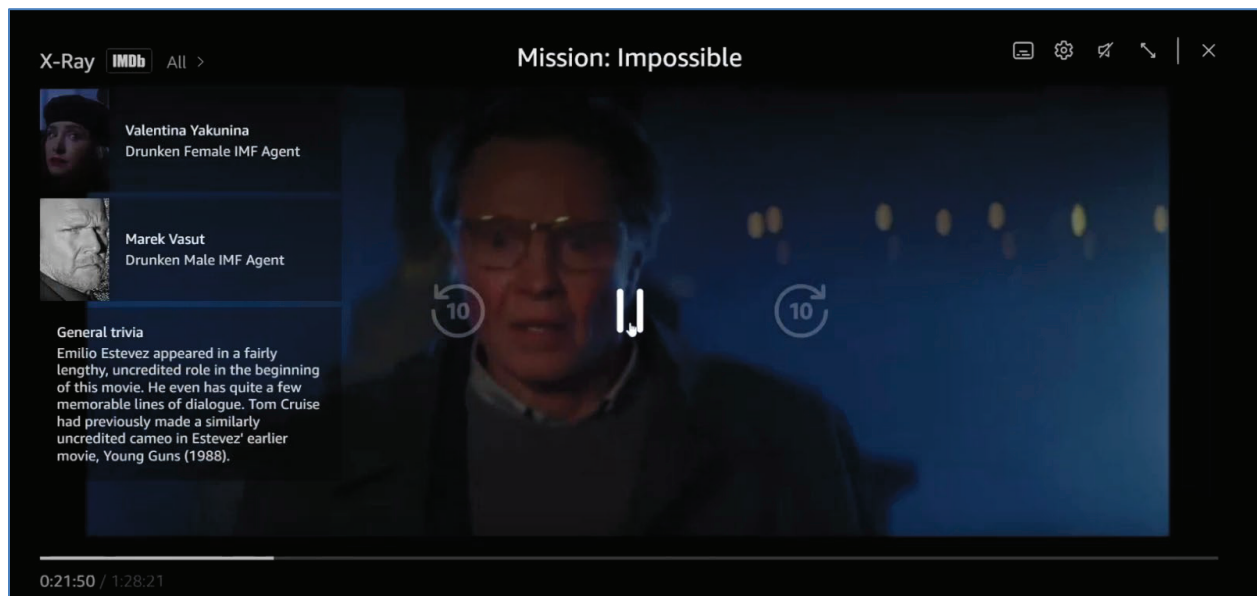 X-Ray IMDb All >
Mission: Impossible
Valentina Yakunina
Drunken Female IMF Agent
Marek Vasut
Drunken Male IMF Agent
General trivia
Emilio Estevez appeared in a fairly
lengthy, uncredited role in the beginning
of this movie. He even has quite a few
memorable lines of dialogue. Tom Cruise
had previously made a similarly
uncredited cameo in Estevez' earlier
movie, Young Guns (1988).
10
10
0:21:50 / 1:28:21